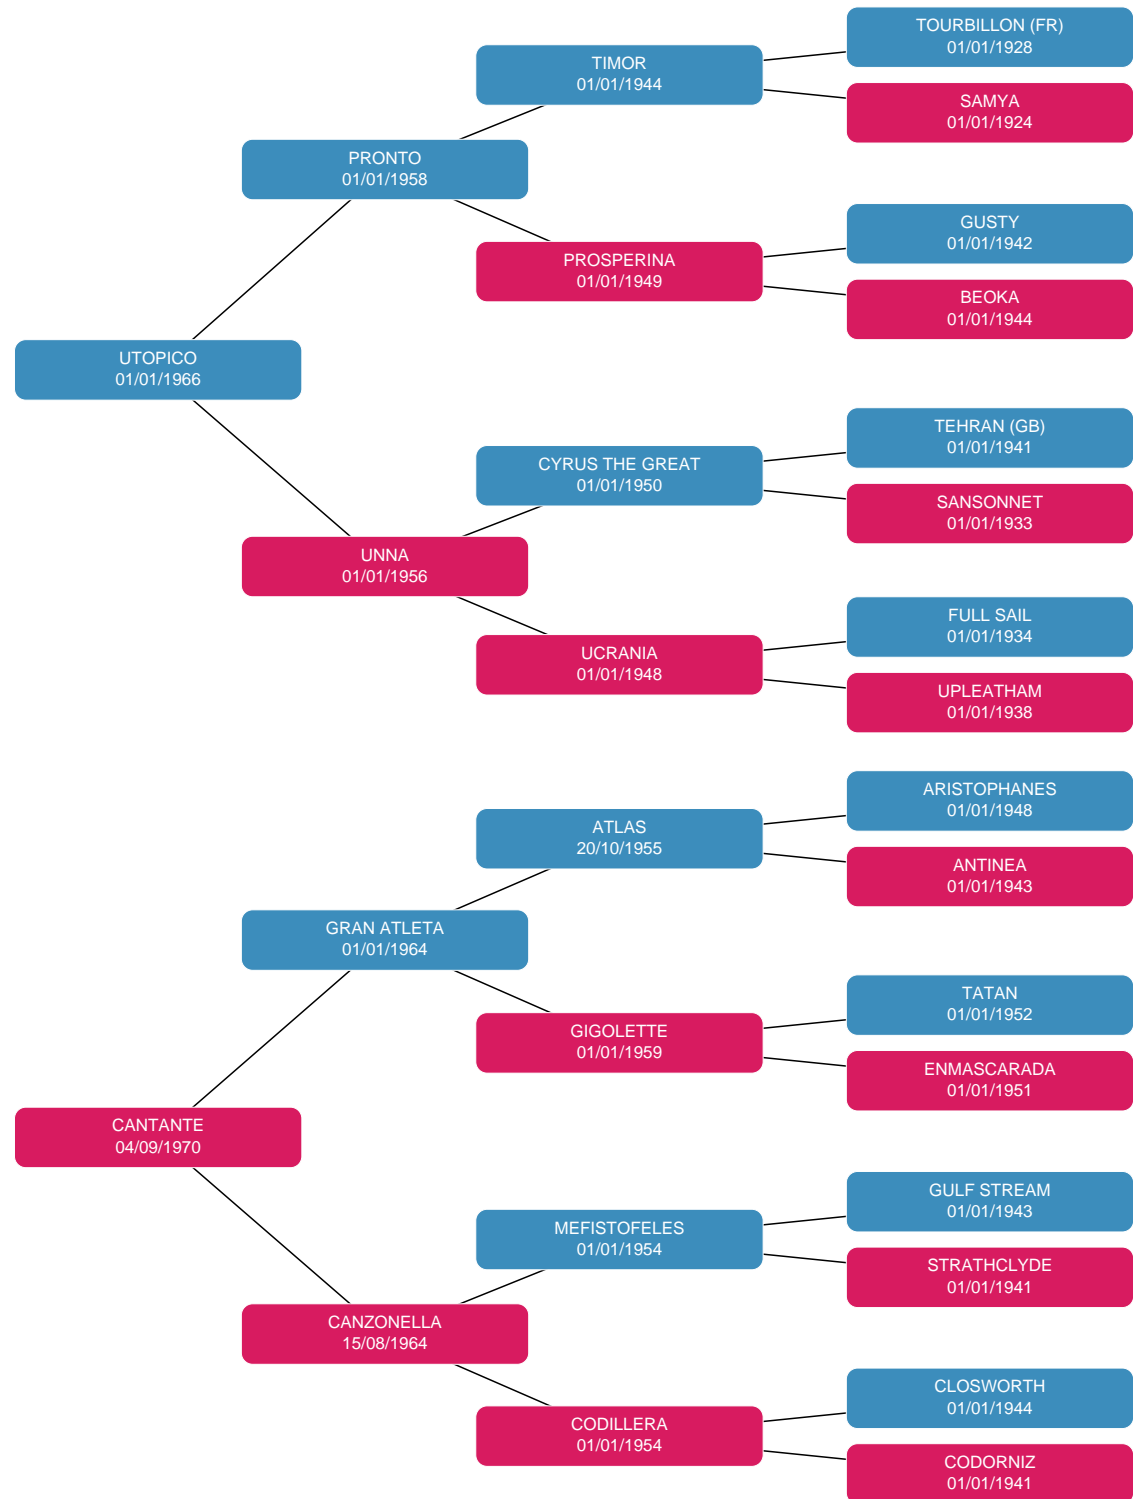 TOURBILLON (FR)
01/01/1928
TIMOR
01/01/1944
SAMYA
01/01/1924
PRONTO
01/01/1958
GUSTY
01/01/1942
PROSPERINA
01/01/1949
BEOKA
01/01/1944
UTOPICO
01/01/1966
TEHRAN (GB)
01/01/1941
CYRUS THE GREAT
01/01/1950
SANSONNET
01/01/1933
UNNA
01/01/1956
FULL SAIL
01/01/1934
UCRANIA
01/01/1948
UPLEATHAM
01/01/1938
ARISTOPHANES
01/01/1948
ATLAS
20/10/1955
ANTINEA
01/01/1943
GRAN ATLETA
01/01/1964
TATAN
01/01/1952
GIGOLETTE
01/01/1959
ENMASCARADA
01/01/1951
CANTANTE
04/09/1970
GULF STREAM
01/01/1943
MEFISTOFELES
01/01/1954
STRATHCLYDE
01/01/1941
CANZONELLA
15/08/1964
CLOSWORTH
01/01/1944
CODILLERA
01/01/1954
CODORNIZ
01/01/1941